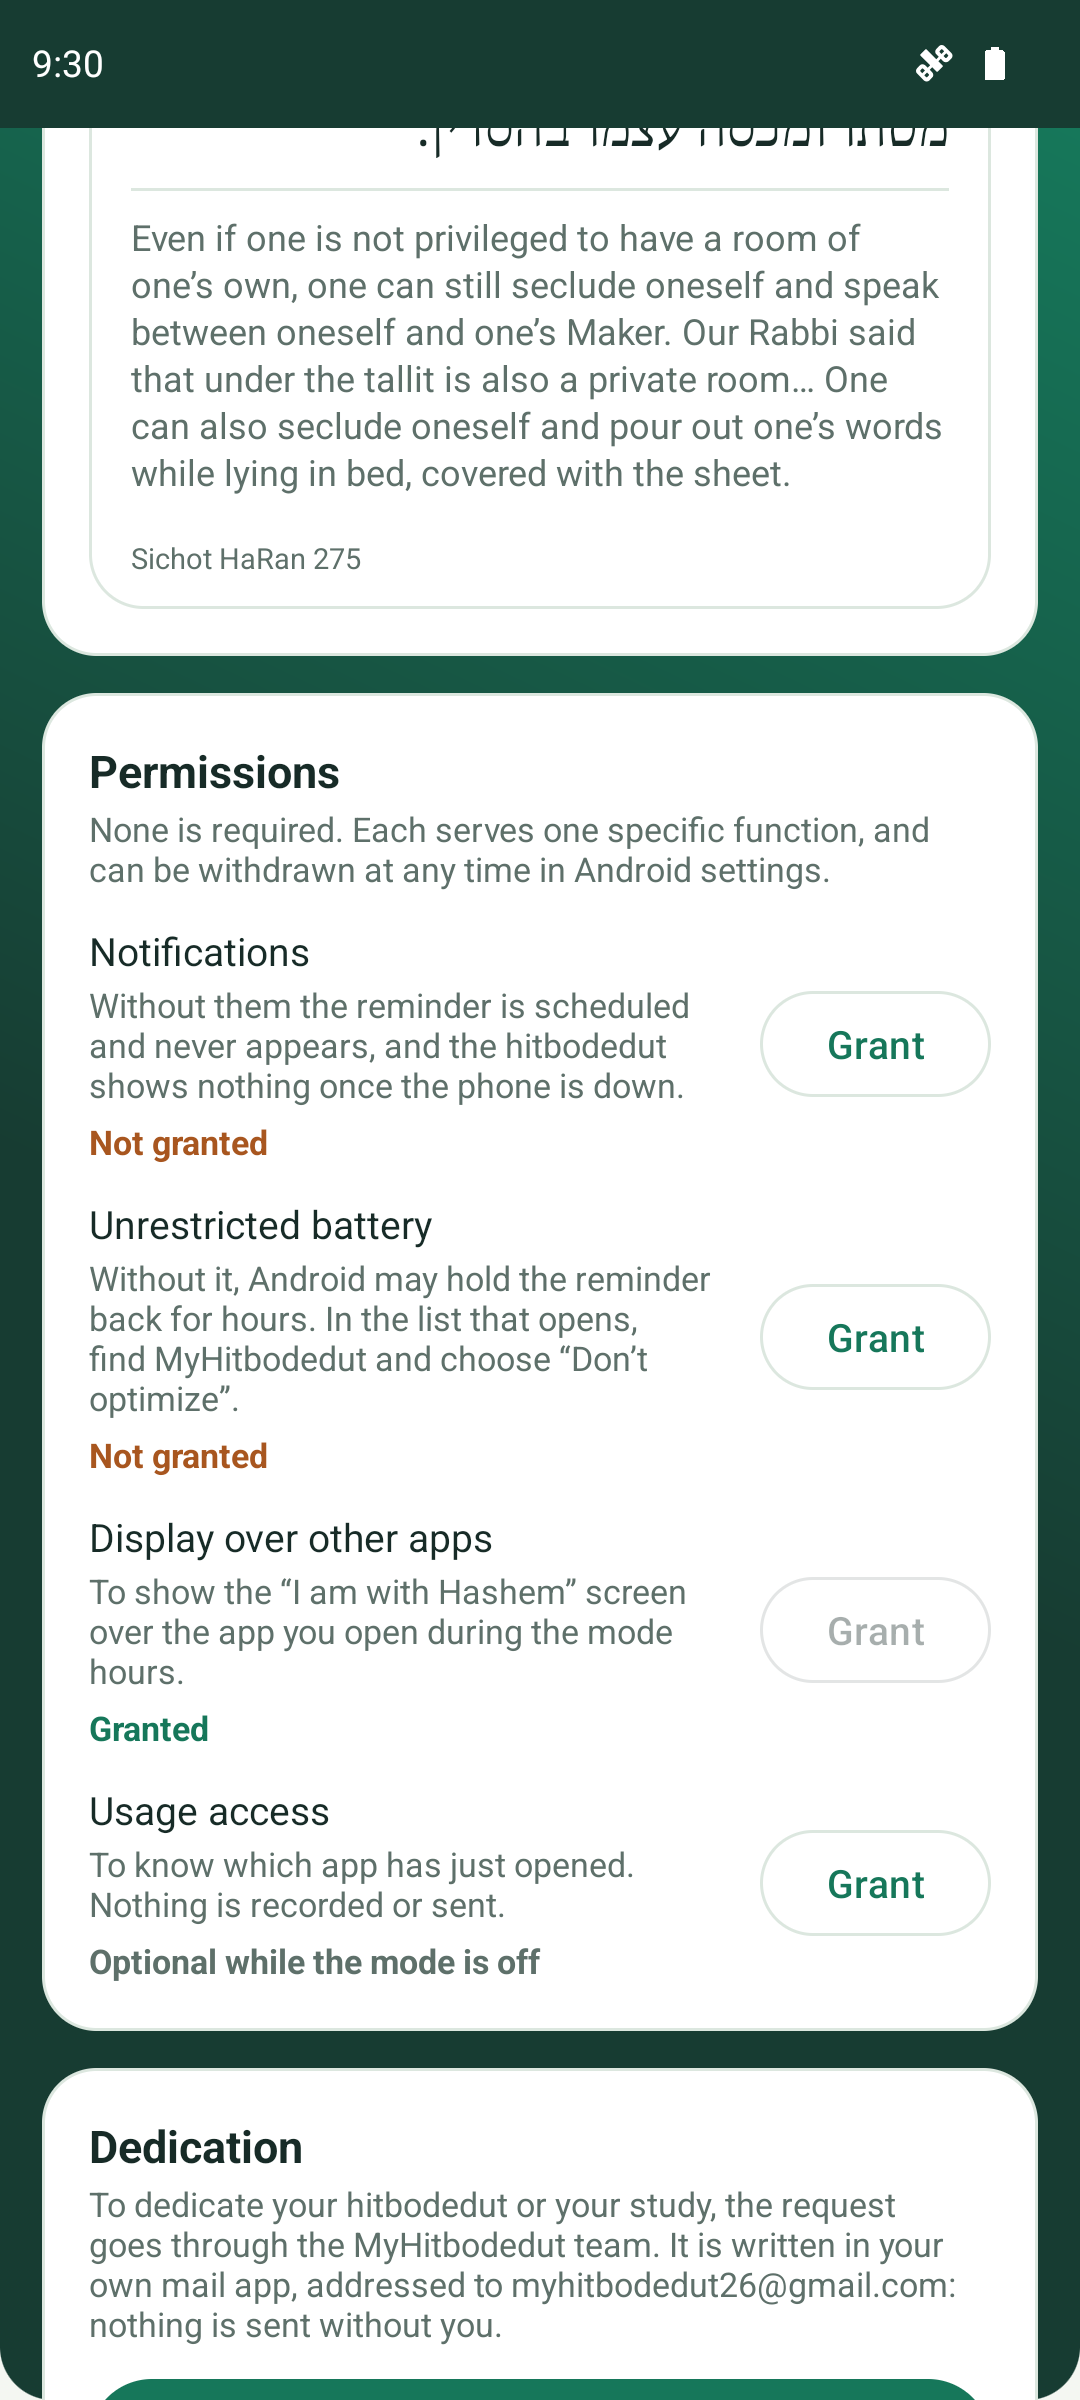 9:30
מטתו ומכסה עצמו בהסדין.
Even if one is not privileged to have a room of
one’s own, one can still seclude oneself and speak
between oneself and one’s Maker. Our Rabbi said
that under the tallit is also a private room… One
can also seclude oneself and pour out one’s words
while lying in bed, covered with the sheet.
Sichot HaRan 275
Permissions
None is required. Each serves one specific function, and
can be withdrawn at any time in Android settings.
Notifications
Without them the reminder is scheduled
and never appears, and the hitbodedut
shows nothing once the phone is down.
Grant
Not granted
Unrestricted battery
Without it, Android may hold the reminder
back for hours. In the list that opens,
find MyHitbodedut and choose “Don’t
optimize”.
Grant
Not granted
Display over other apps
To show the “I am with Hashem” screen
over the app you open during the mode
hours.
Grant
Granted
Usage access
To know which app has just opened.
Nothing is recorded or sent.
Grant
Optional while the mode is off
Dedication
To dedicate your hitbodedut or your study, the request
goes through the MyHitbodedut team. It is written in your
own mail app, addressed to myhitbodedut26@gmail.com:
nothing is sent without you.